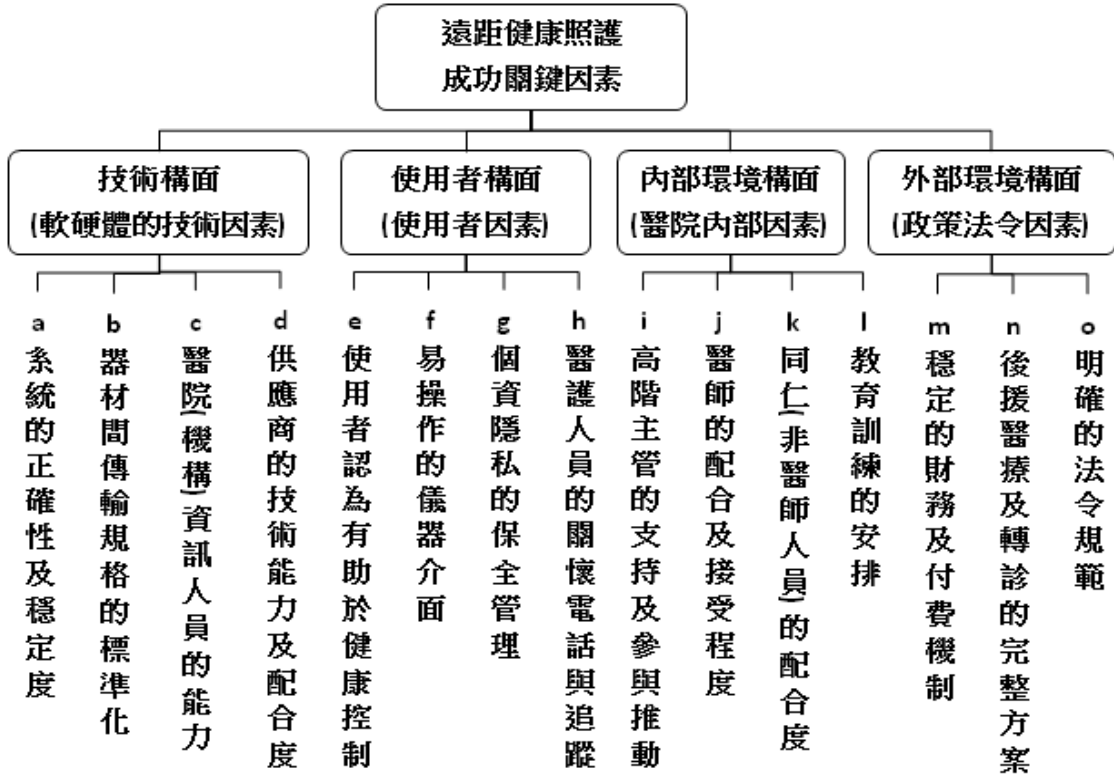 遠距健康照護
成功關鍵因素
技術構面
(軟硬體的技術因素)
使用者構面
(使用者因素)
內部環境構面
(醫院內部因素)
外部環境構面
(政策法令因素)
a
系統的正確性及穩定度
b
器材間傳輸規格的標準化
c
醫院(機構)資訊人員的能力
d
供應商的技術能力及配合度
e
使用者認為有助於健康控制
f
易操作的儀器介面
g
個資隱私的保全管理
h
醫護人員的關懷電話與追蹤
i
高階主管的支持及參與推動
j
醫師的配合及接受程度
k
同仁(非醫師人員)的配合度
l
教育訓練的安排
m
穩定的財務及付費機制
n
後援醫療及轉診的完整方案
o
明確的法令規範